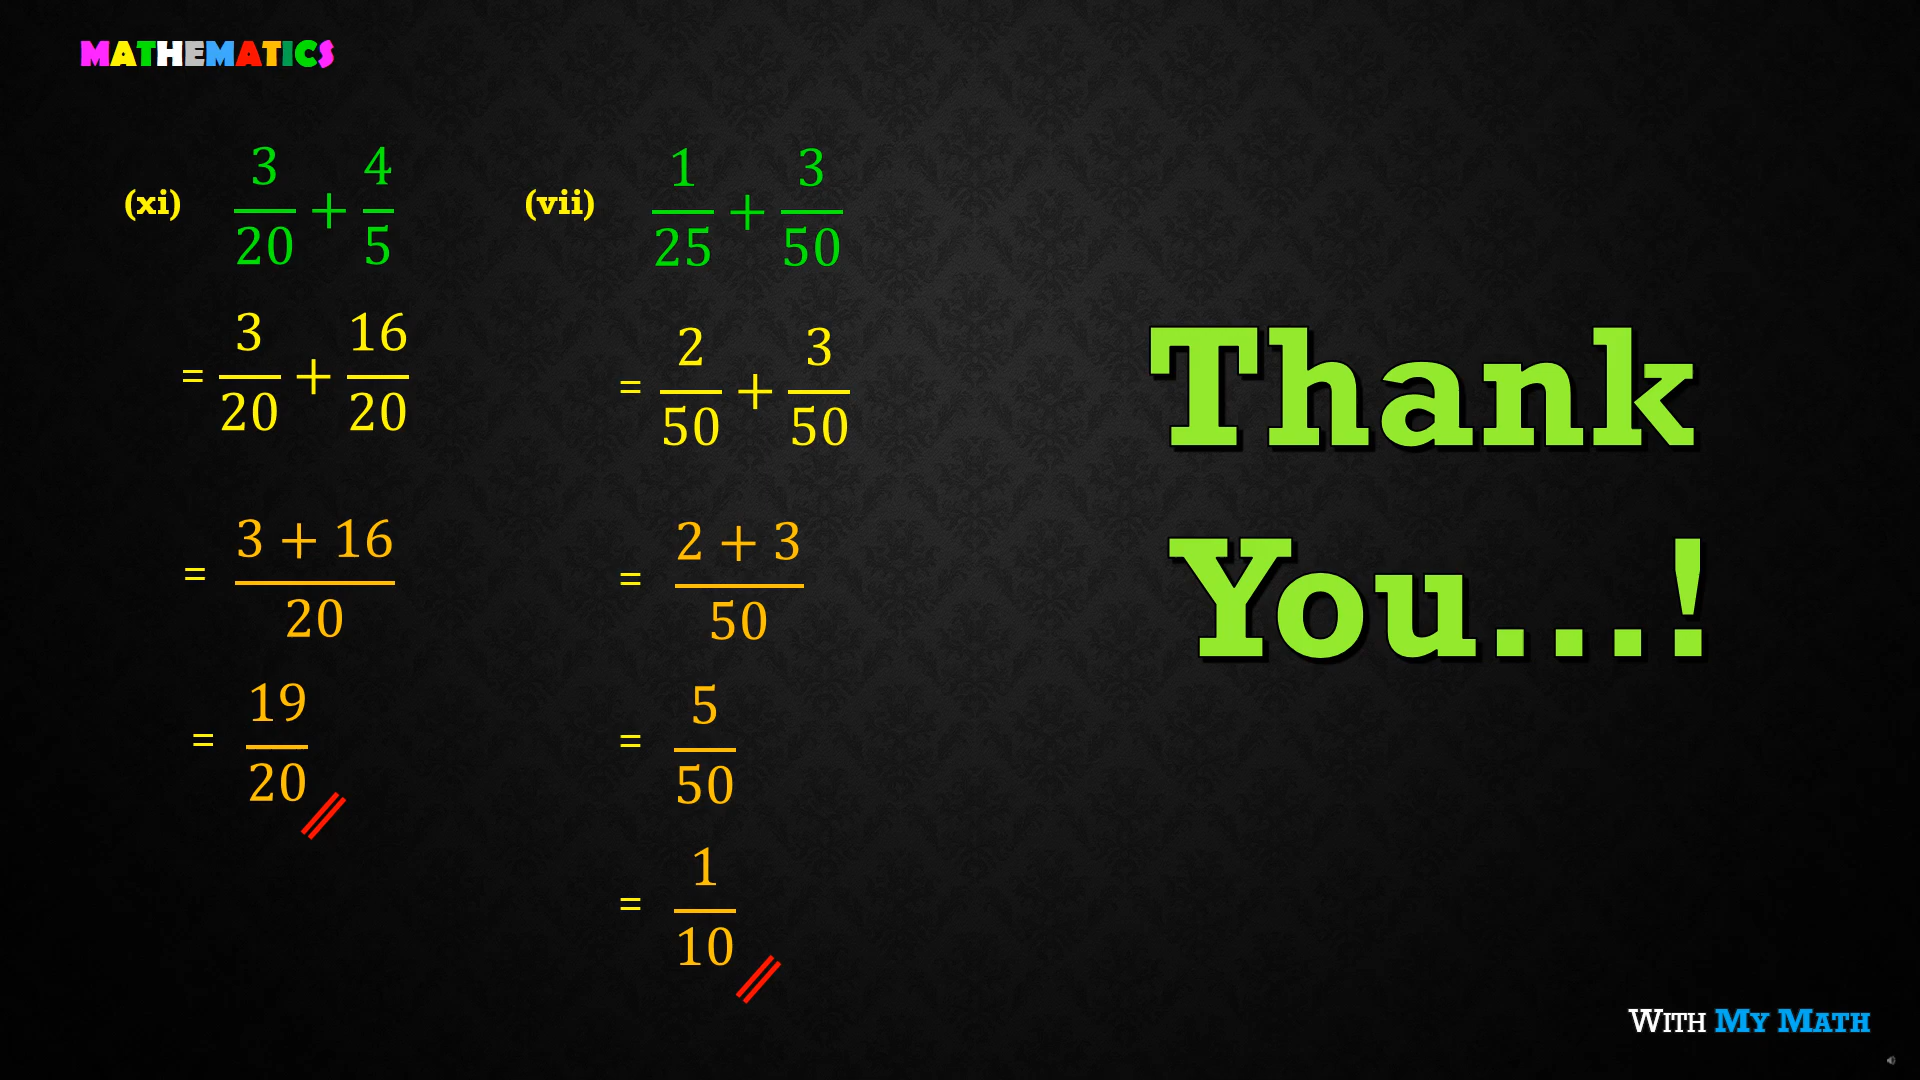 MATHEMATICS
(xi) 3/20 + 4/5
= 3/20 + 16/20
= 3 + 16/20
= 19/20
(vii) 1/25 + 3/50
= 2/50 + 3/50
= 2 + 3/50
= 5/50
= 1/10
Thank
You...!
WITH MY MATH